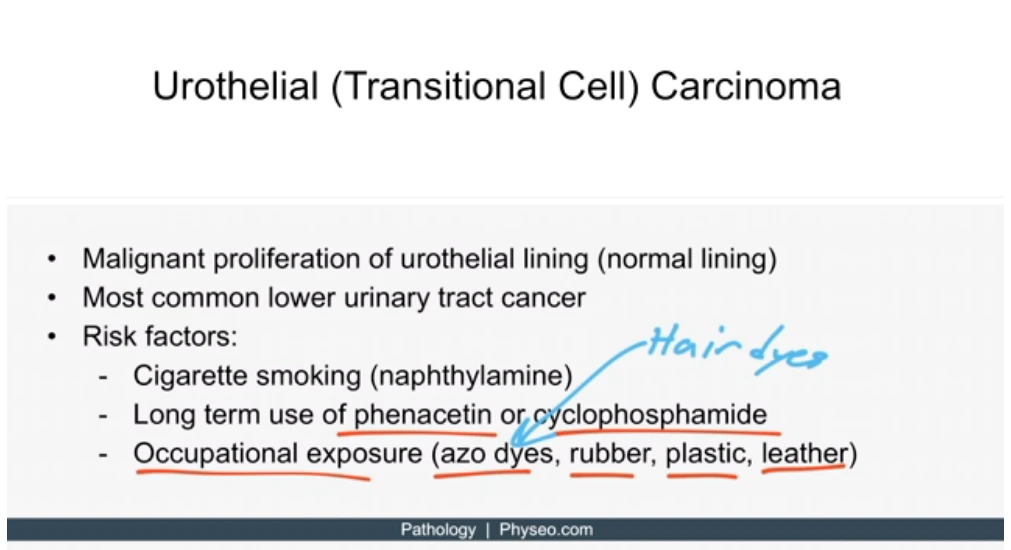 Urothelial (Transitional Cell) Carcinoma
• Malignant proliferation of urothelial lining (normal lining)
• Most common lower urinary tract cancer
• Risk factors:
Hair dyes
- Cigarette smoking (naphthylamine)
- Long term use of phenacetin or cyclophosphamide
- Occupational exposure (azo dyes, rubber, plastic, leather)
Pathology | Physeo.com